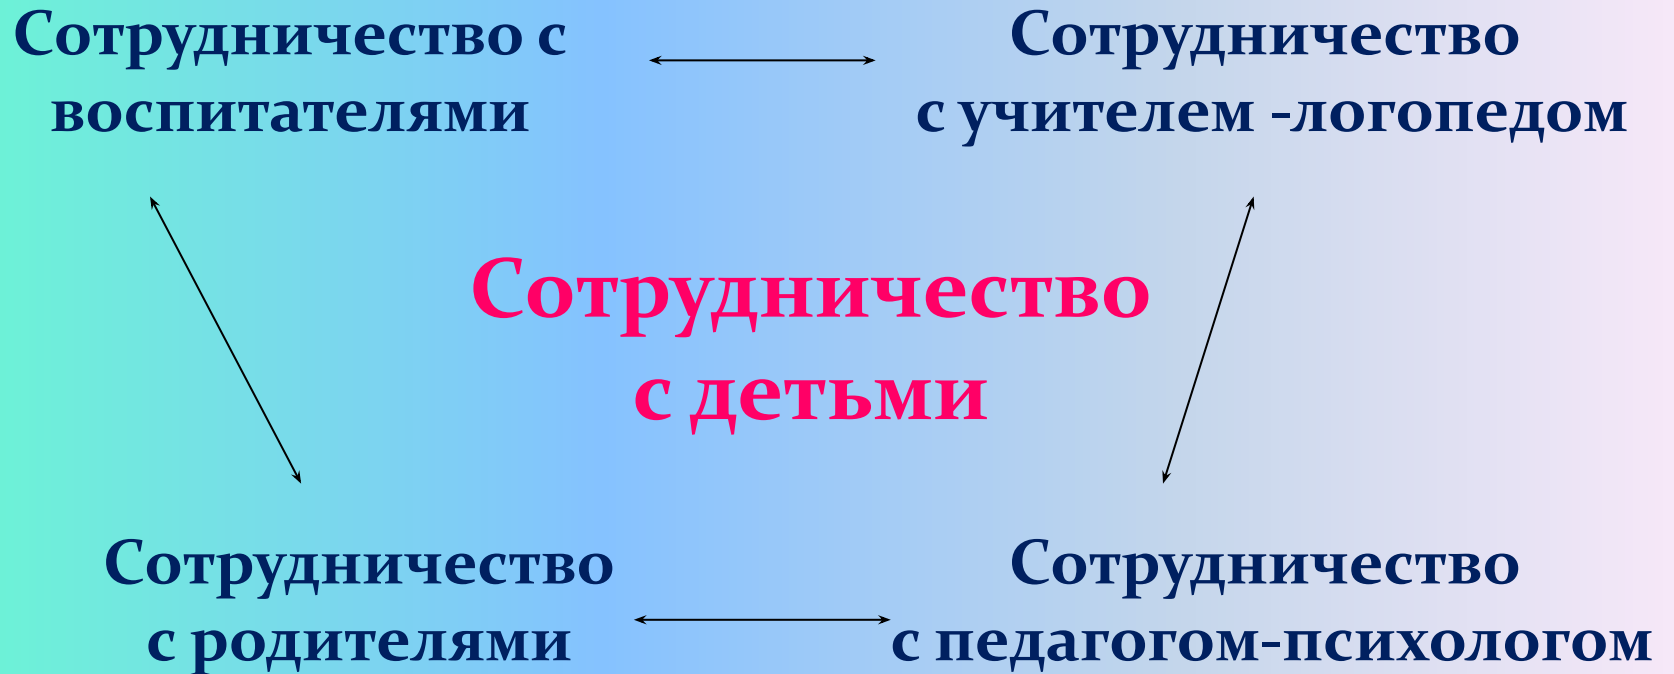 Сотрудничество с
воспитателями
Сотрудничество
с учителем -логопедом
Сотрудничество
с детьми
Сотрудничество
с родителями
Сотрудничество
с педагогом-психологом